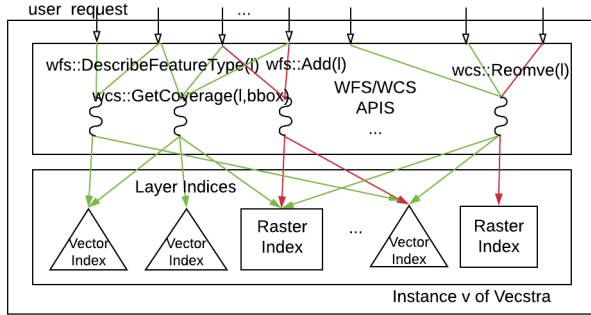 user request
...
wfs::DescribeFeatureType(l)
wfs::Add(l)
wcs::Reomve(l)
wcs::GetCoverage(l,bbox)
WFS/WCS
APIS
...
Layer Indices
Vector
Index
Vector
Index
Raster
Index
...
Vector
Index
Raster
Index
Instance v of Vecstra